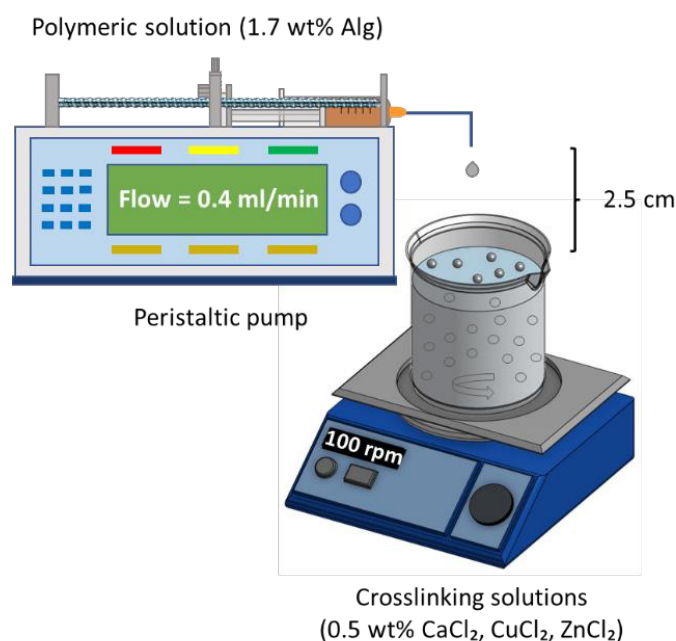 Polymeric solution (1.7 wt% Alg)
Flow = 0.4 ml/min
2.5 cm
Peristaltic pump
100 rpm
Crosslinking solutions
(0.5 wt% CaCl₂, CuCl₂, ZnCl₂)